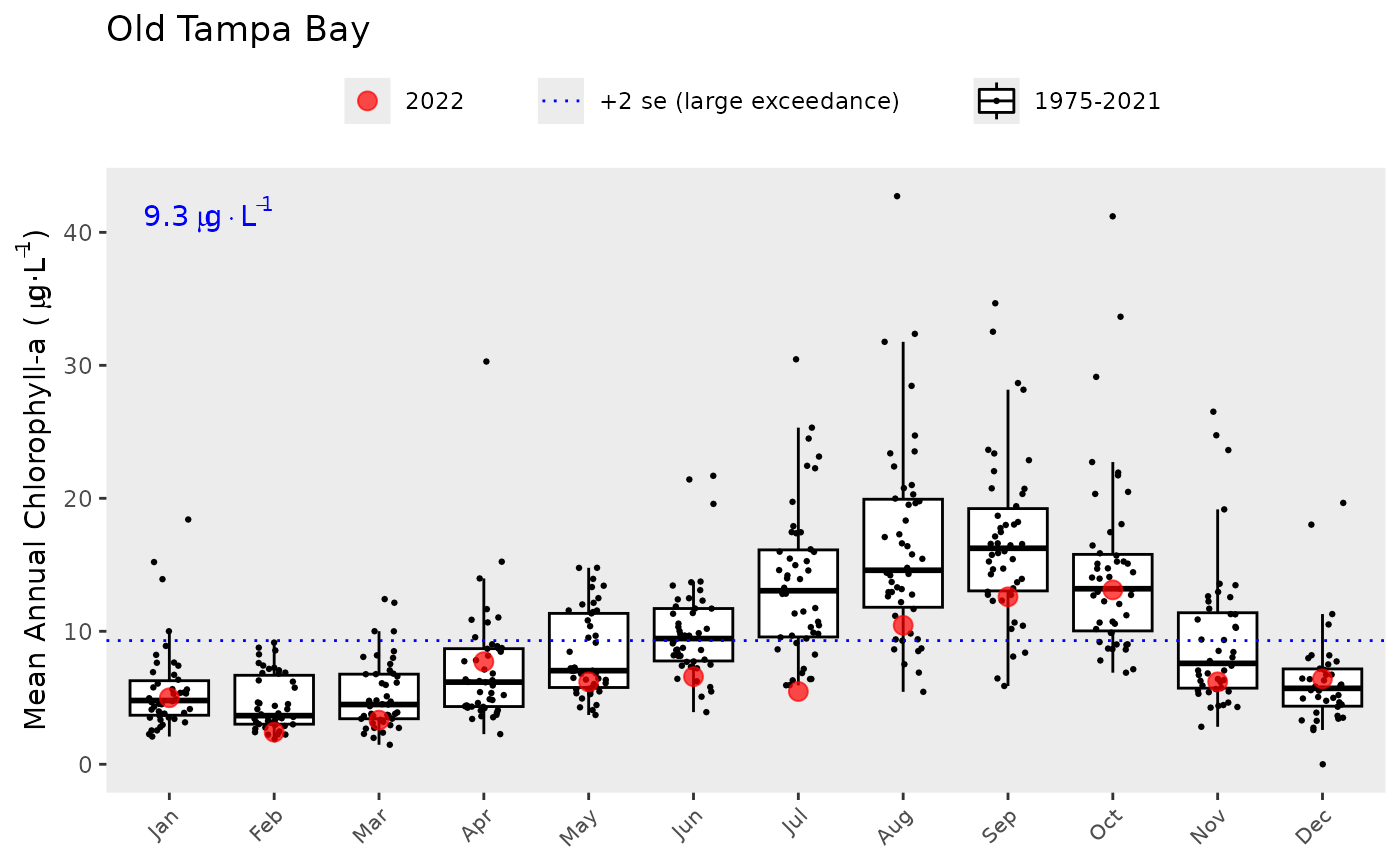 Old Tampa Bay
2022
+2 se (large exceedance)
1975-2021
9.3 μg·L⁻¹
Mean Annual Chlorophyll-a (μg·L⁻¹)
40
30
20
10
0
Jan Feb Mar Apr May Jun Jul Aug Sep Oct Nov Dec